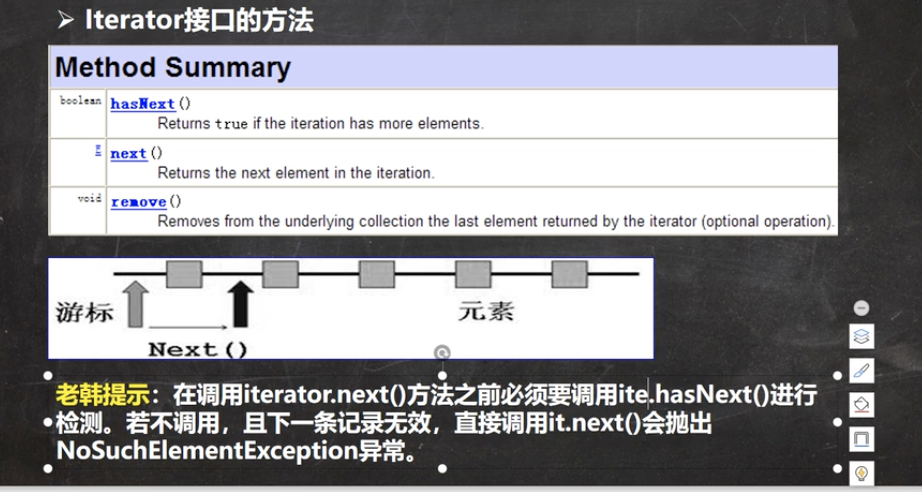 ➢ Iterator接口的方法
Method Summary
boolean hasNext()
Returns true if the iteration has more elements.
E next()
Returns the next element in the iteration.
void remove()
Removes from the underlying collection the last element returned by the iterator (optional operation).
游标
元素
Next()
老韩提示：在调用iterator.next()方法之前必须要调用ite.hasNext()进行
检测。若不调用，且下一条记录无效，直接调用it.next()会抛出
NoSuchElementException异常。